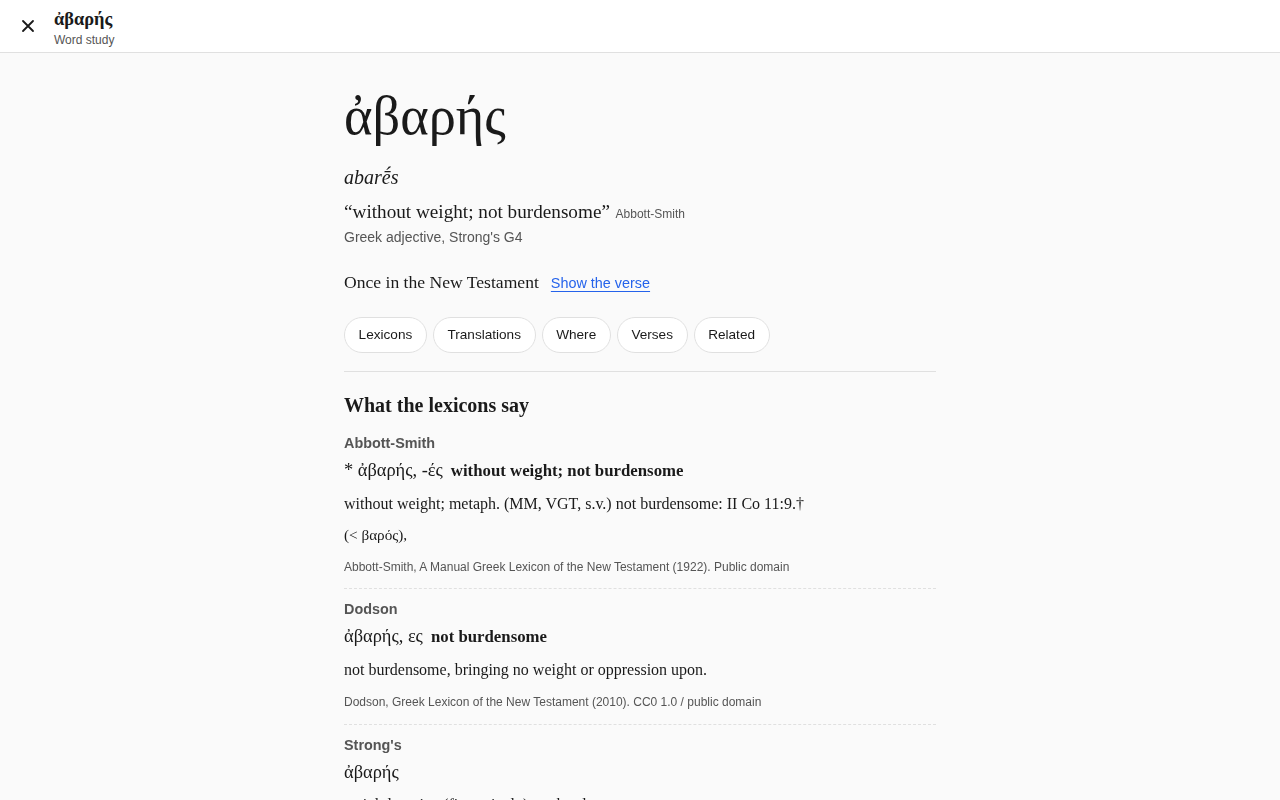 ἀβαρής
Word study
ἀβαρής
abarḗs
“without weight; not burdensome” Abbott-Smith
Greek adjective, Strong's G4
Once in the New Testament Show the verse
Lexicons Translations Where Verses Related
What the lexicons say
Abbott-Smith
* ἀβαρής, -ές without weight; not burdensome
without weight; metaph. (MM, VGT, s.v.) not burdensome: II Co 11:9.†
(< βαρός),
Abbott-Smith, A Manual Greek Lexicon of the New Testament (1922). Public domain
Dodson
ἀβαρής, ες not burdensome
not burdensome, bringing no weight or oppression upon.
Dodson, Greek Lexicon of the New Testament (2010). CC0 1.0 / public domain
Strong's
ἀβαρής